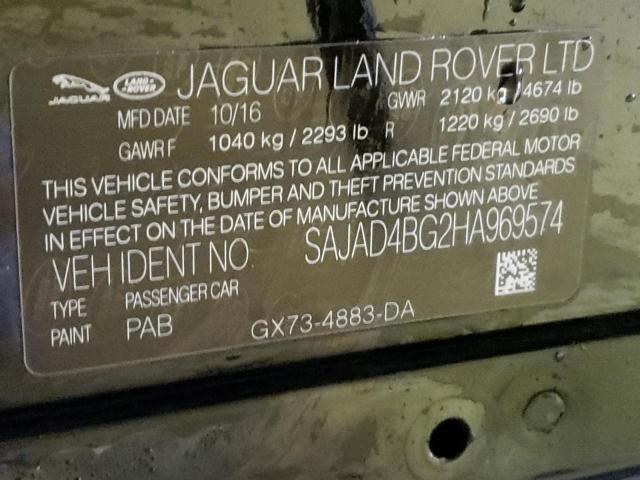 JAGUAR LAND ROVER JAGUAR LAND ROVER LTD
MFD DATE 10/16 GVWR 2120 kg / 4674 lb
GAWR F 1040 kg / 2293 lb R 1220 kg / 2690 lb
THIS VEHICLE CONFORMS TO ALL APPLICABLE FEDERAL MOTOR
VEHICLE SAFETY, BUMPER AND THEFT PREVENTION STANDARDS
IN EFFECT ON THE DATE OF MANUFACTURE SHOWN ABOVE
VEH IDENT NO. SAJAD4BG2HA969574
TYPE PASSENGER CAR
PAINT PAB GX73-4883-DA